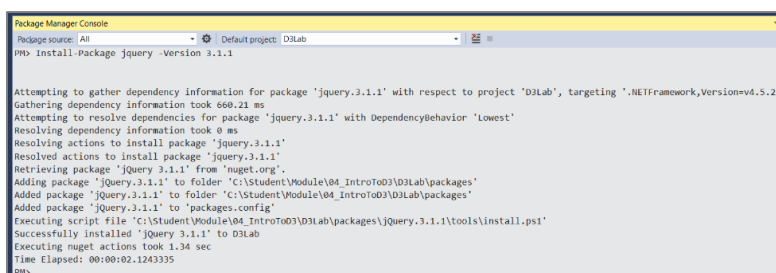 Package Manager Console
Package source: All Default project: D3Lab
PM> Install-Package jquery -Version 3.1.1
Attempting to gather dependency information for package 'jquery.3.1.1' with respect to project 'D3Lab', targeting '.NETFramework,Version=v4.5.2
Gathering dependency information took 660.21 ms
Attempting to resolve dependencies for package 'jquery.3.1.1' with DependencyBehavior 'Lowest'
Resolving dependency information took 0 ms
Resolving actions to install package 'jquery.3.1.1'
Resolved actions to install package 'jquery.3.1.1'
Retrieving package 'jQuery 3.1.1' from 'nuget.org'.
Adding package 'jQuery.3.1.1' to folder 'C:\Student\Module\04_IntroToD3\D3Lab\packages'
Added package 'jQuery.3.1.1' to folder 'C:\Student\Module\04_IntroToD3\D3Lab\packages'
Added package 'jQuery.3.1.1' to 'packages.config'
Executing script file 'C:\Student\Module\04_IntroToD3\D3Lab\packages\jQuery.3.1.1\tools\install.ps1'
Successfully installed 'jQuery 3.1.1' to D3Lab
Executing nuget actions took 1.34 sec
Time Elapsed: 00:00:02.1243335
PM>